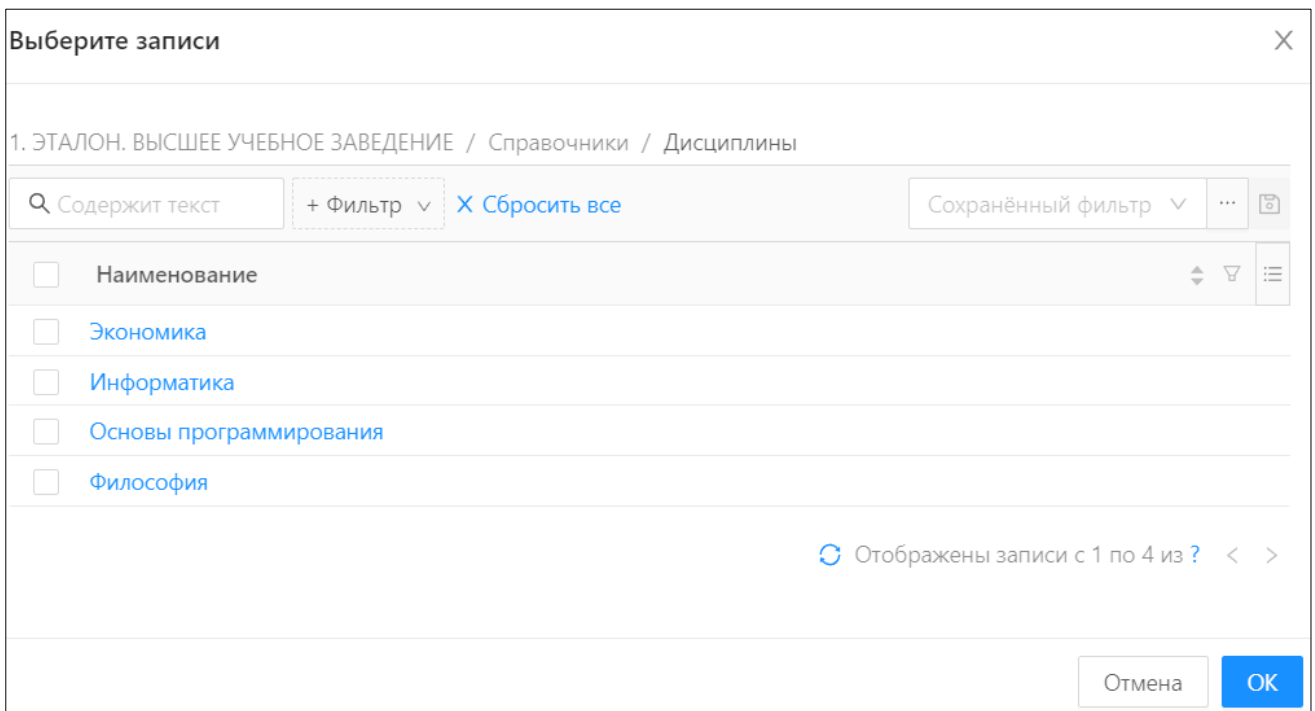 Выберите записи
1. ЭТАЛОН. ВЫСШЕЕ УЧЕБНОЕ ЗАВЕДЕНИЕ / Справочники / Дисциплины
Содержит текст + Фильтр X Сбросить все Сохранённый фильтр ...
Наименование
Экономика
Информатика
Основы программирования
Философия
Отображены записи с 1 по 4 из ? < >
Отмена OK